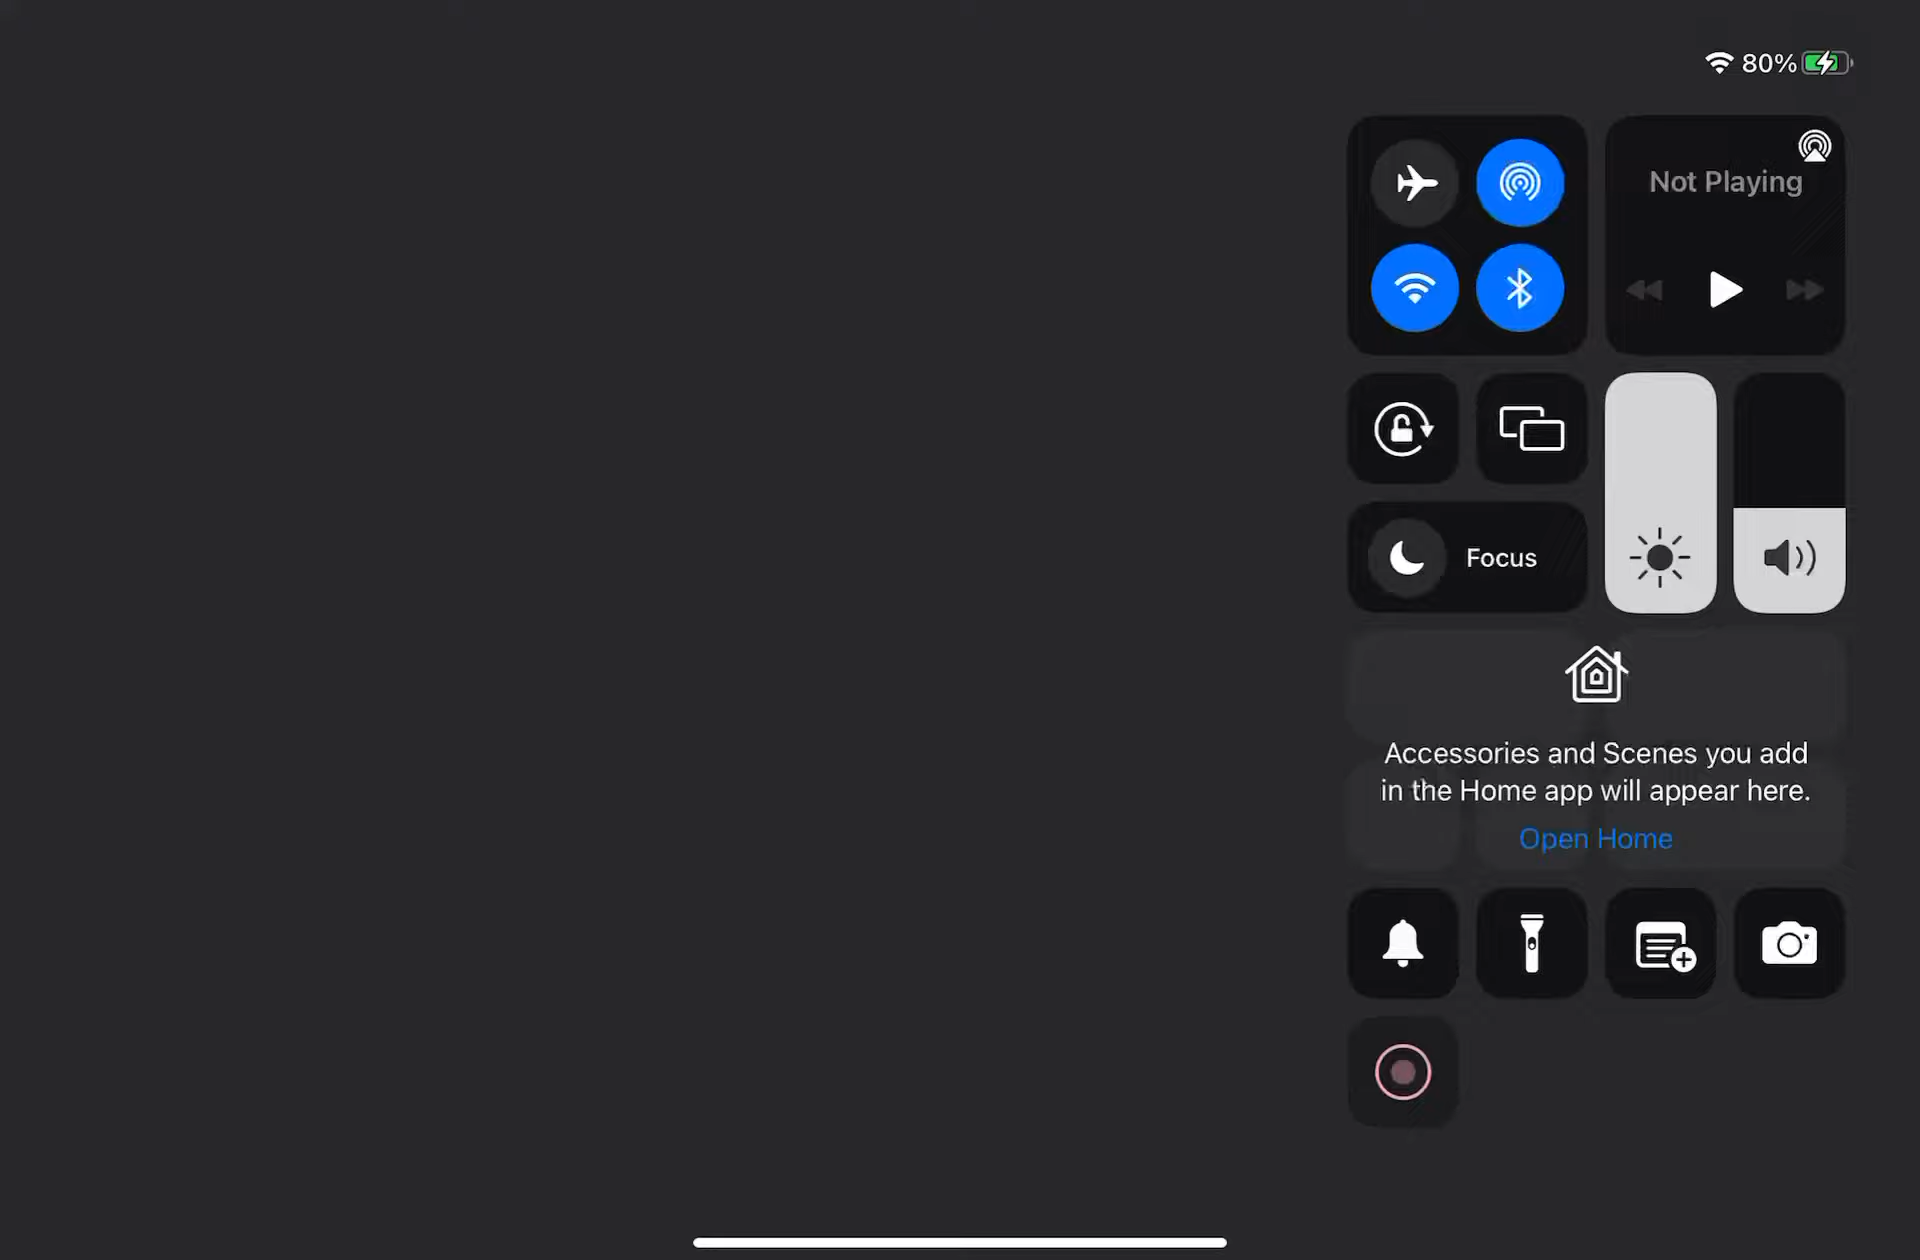 80%
Not Playing
Focus
Accessories and Scenes you add
in the Home app will appear here.
Open Home